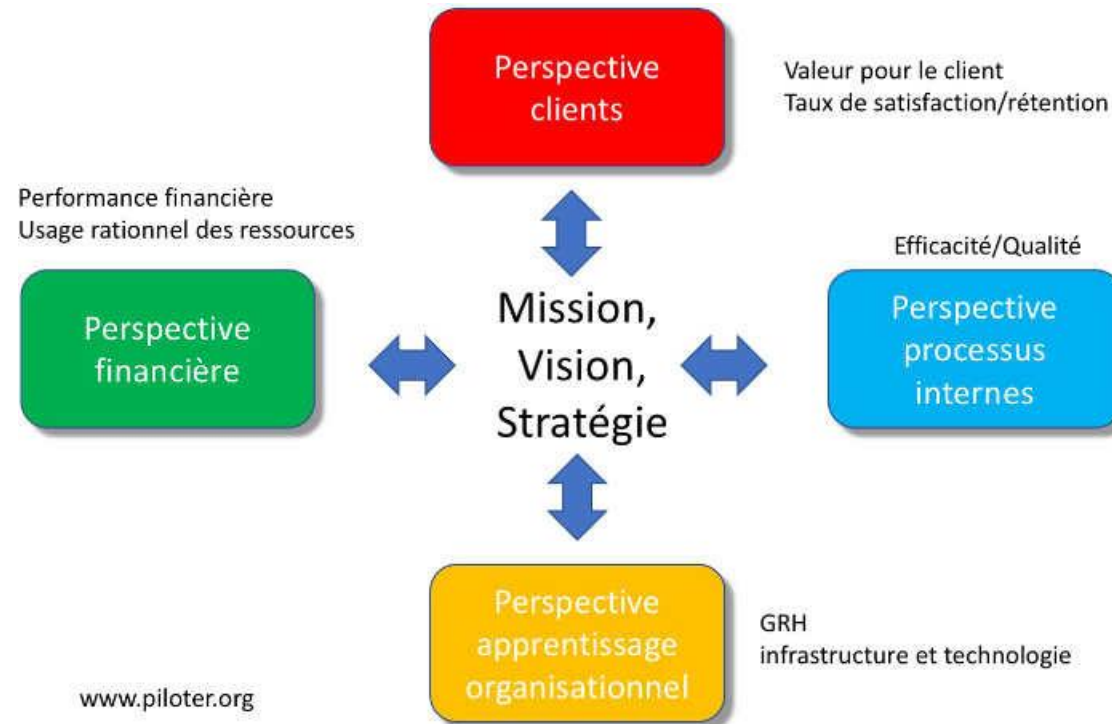 Perspective
clients
Valeur pour le client
Taux de satisfaction/rétention
Performance financière
Usage rationnel des ressources
Efficacité/Qualité
Perspective
financière
Mission,
Vision,
Stratégie
Perspective
processus
internes
Perspective
apprentissage
organisationnel
GRH
infrastructure et technologie
www.piloter.org